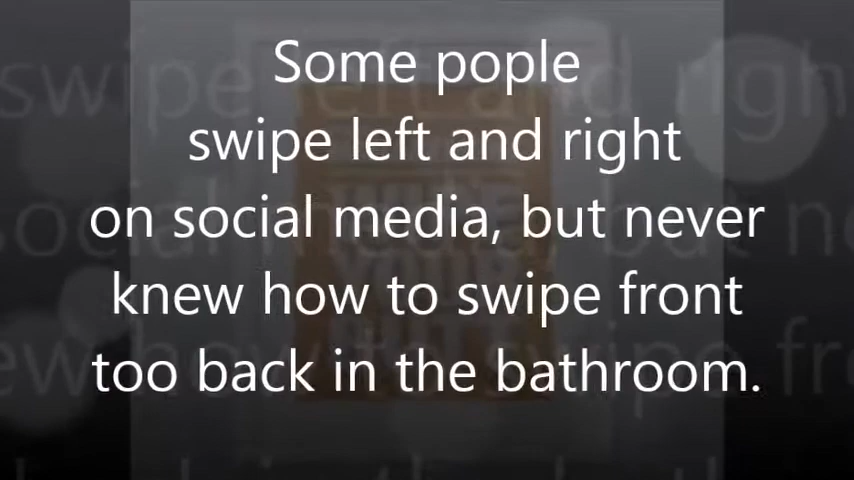 Some pople
swipe left and right
on social media, but never
knew how to swipe front
too back in the bathroom.